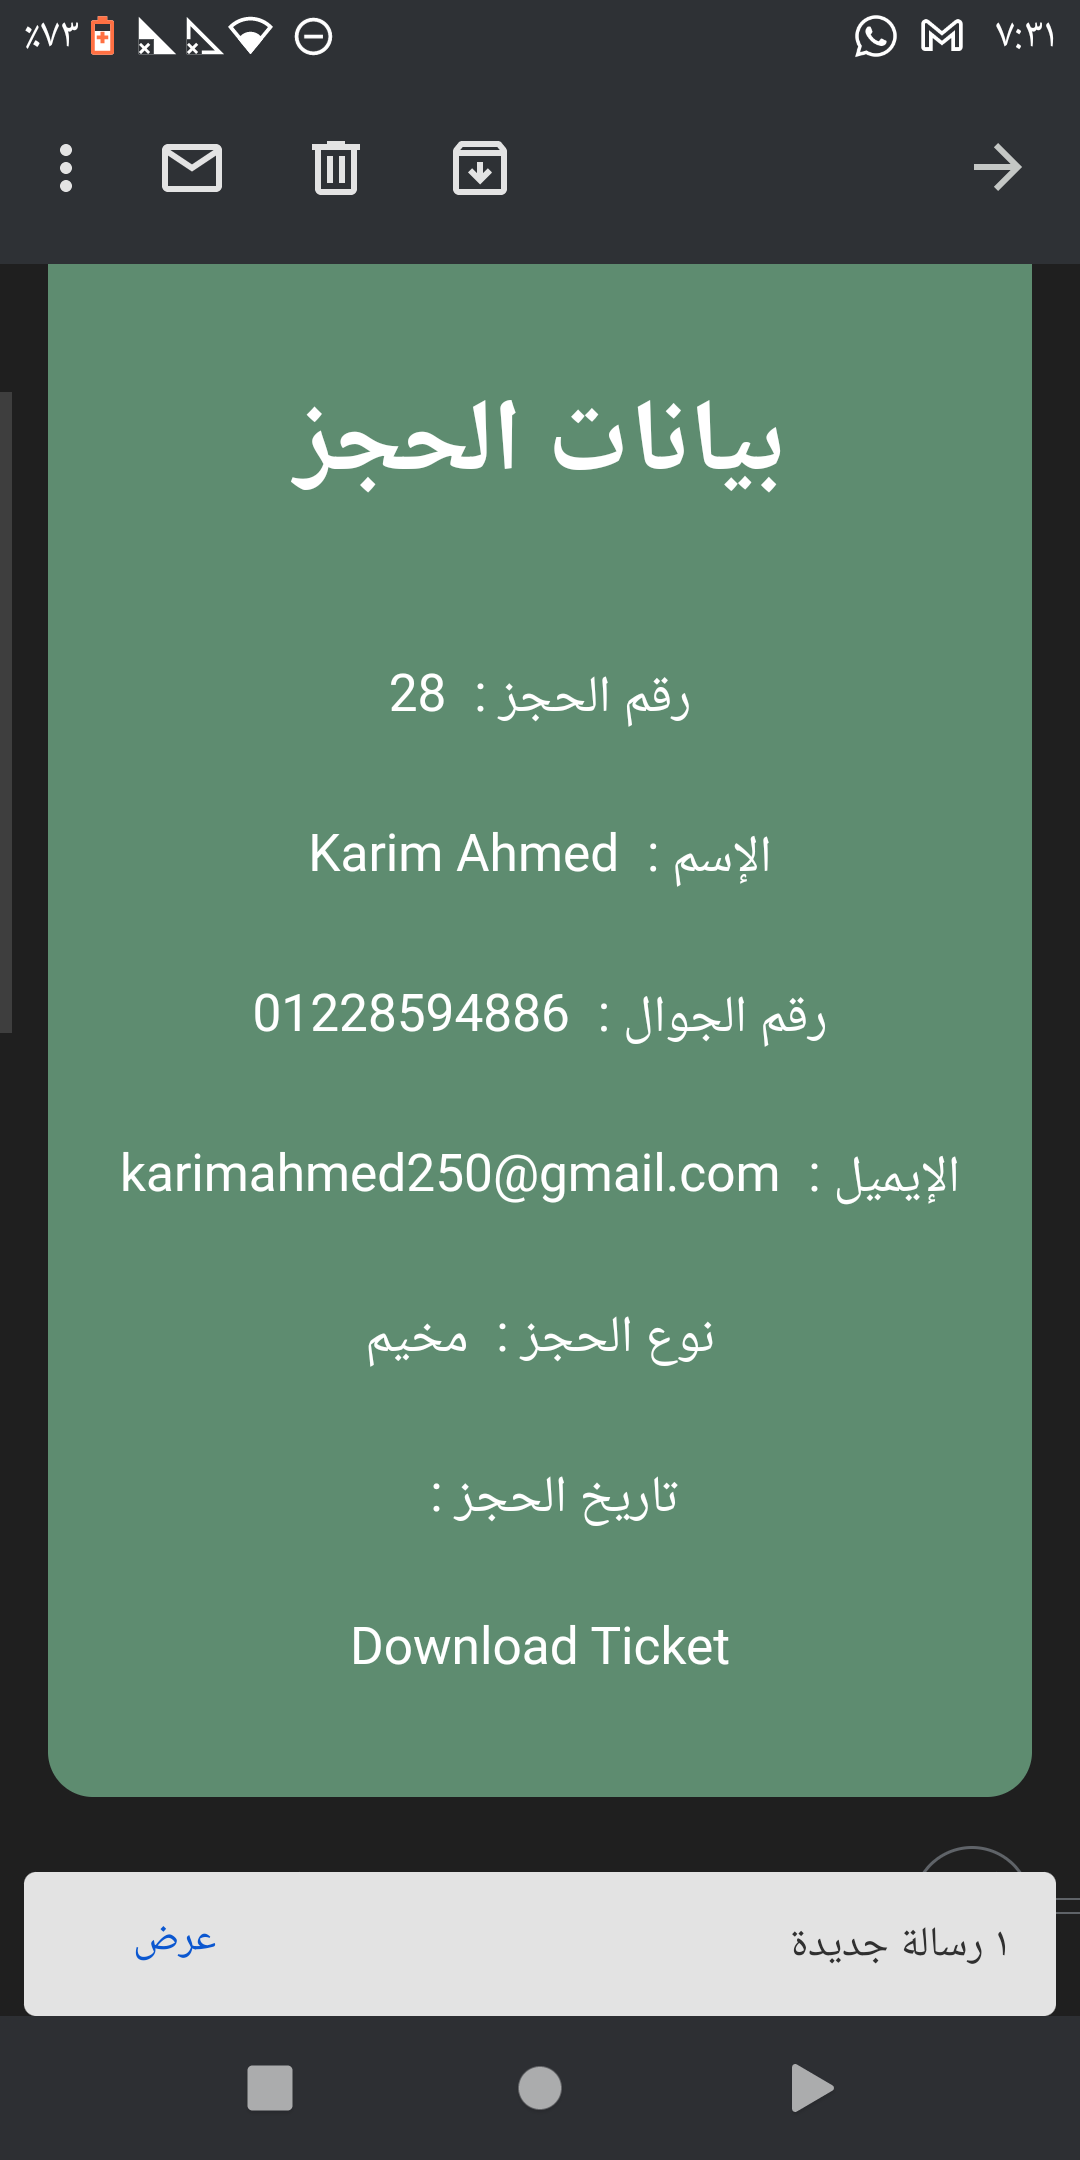 ٧:٣١
٪٧٣
بيانات الحجز
رقم الحجز : 28
الإسم : Karim Ahmed
رقم الجوال : 01228594886
الإيميل : karimahmed250@gmail.com
نوع الحجز : مخيم
تاريخ الحجز :
Download Ticket
١ رسالة جديدة
عرض